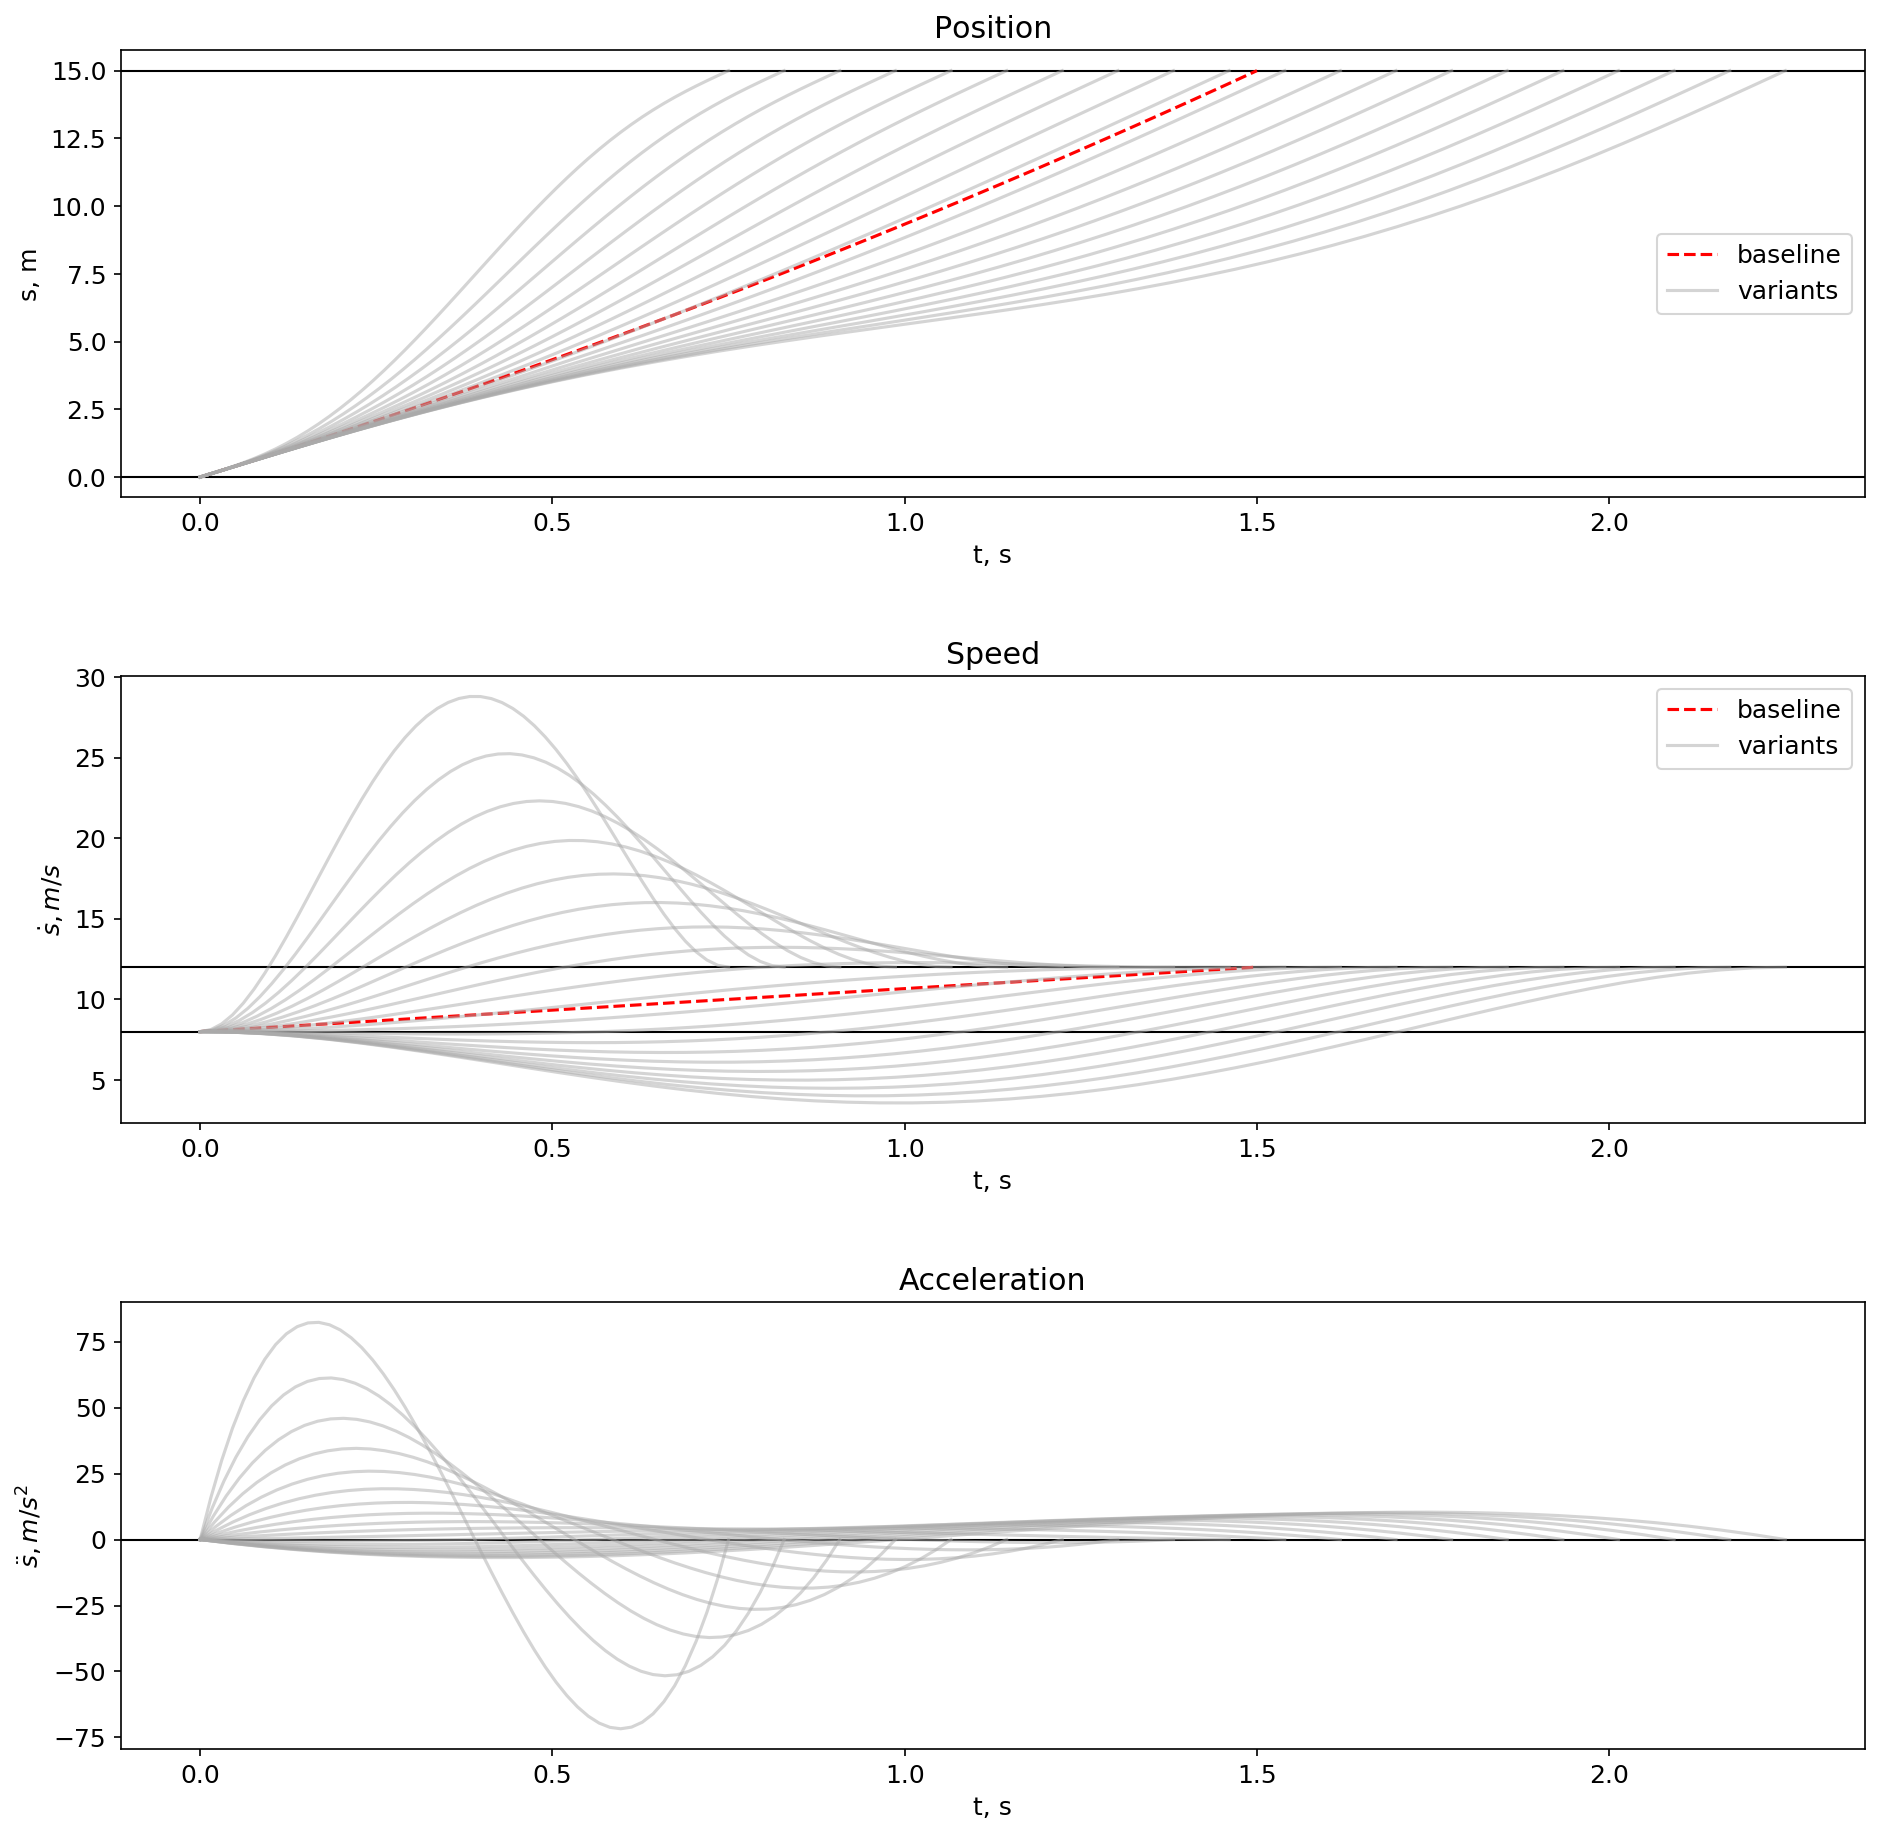 Position
15.0
12.5
10.0
7.5
5.0
2.5
0.0
s, m
baseline
variants
0.0 0.5 1.0 1.5 2.0
t, s
Speed
30
25
20
15
10
5
ṡ, m/s
baseline
variants
0.0 0.5 1.0 1.5 2.0
t, s
Acceleration
75
50
25
0
−25
−50
−75
s̈, m/s²
0.0 0.5 1.0 1.5 2.0
t, s